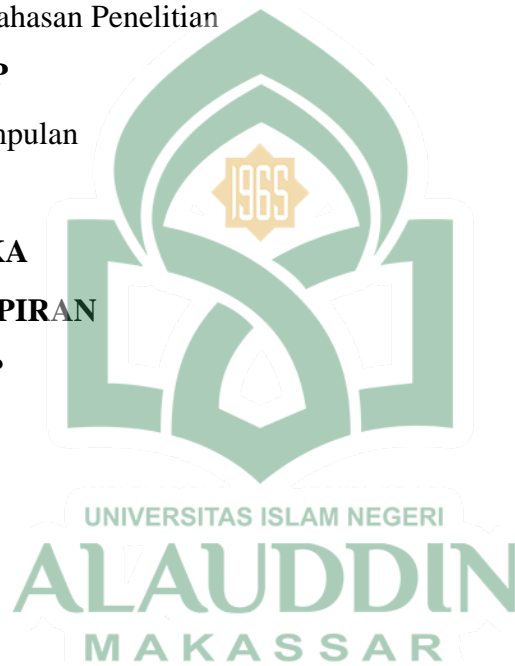 ahasan Penelitian
P
npulan
1965
KA
PIRAN
P
UNIVERSITAS ISLAM NEGERI
ALAUDDIN
MAKASSAR